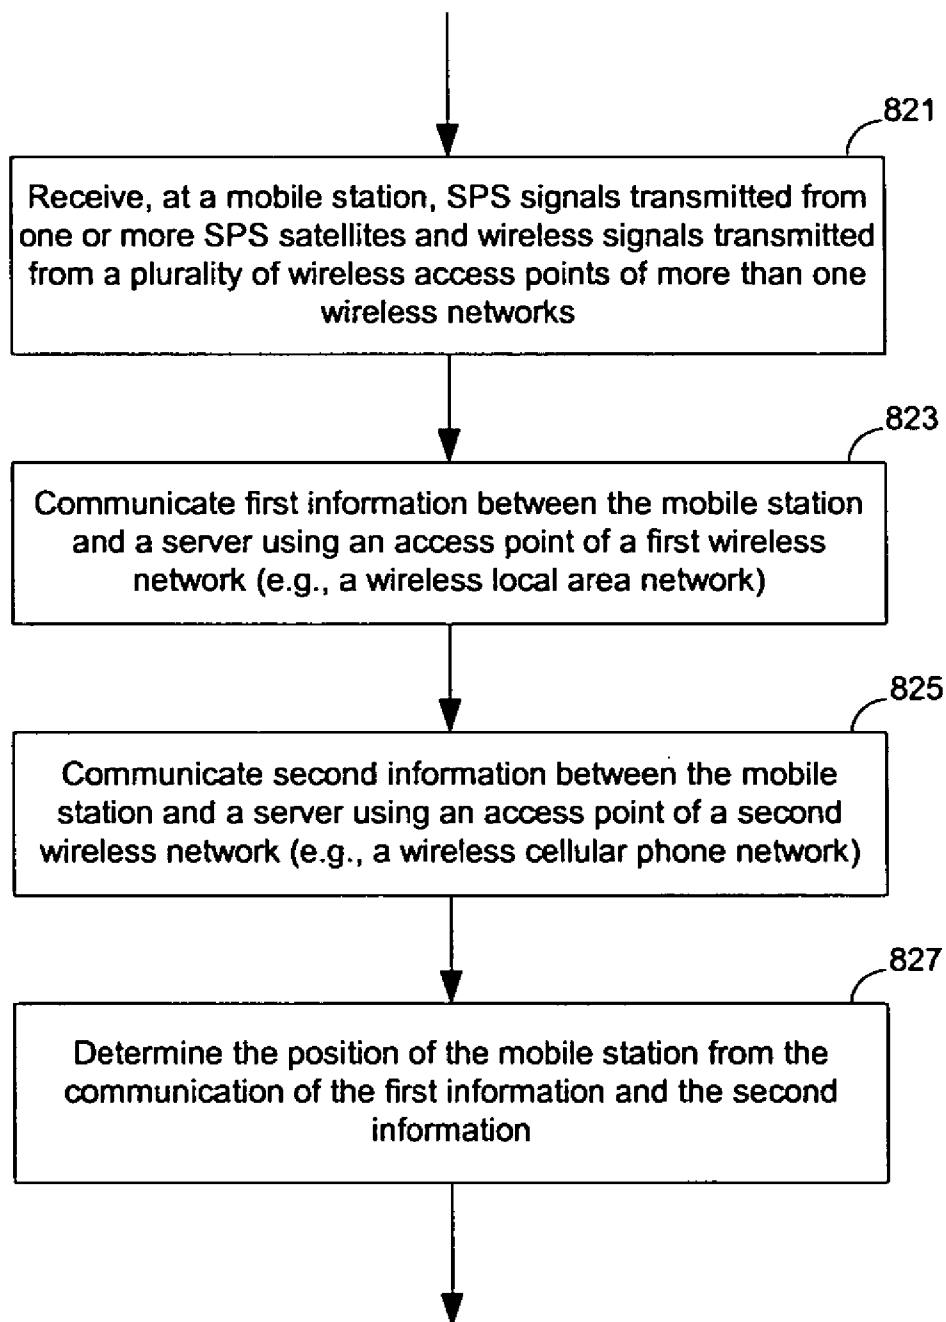 821
Receive, at a mobile station, SPS signals transmitted from
one or more SPS satellites and wireless signals transmitted
from a plurality of wireless access points of more than one
wireless networks
823
Communicate first information between the mobile station
and a server using an access point of a first wireless
network (e.g., a wireless local area network)
825
Communicate second information between the mobile
station and a server using an access point of a second
wireless network (e.g., a wireless cellular phone network)
827
Determine the position of the mobile station from the
communication of the first information and the second
information